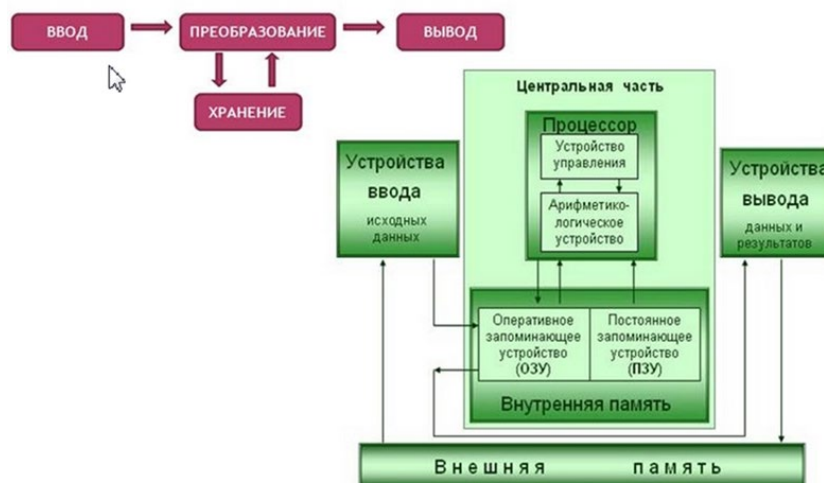 ВВОД
ПРЕОБРАЗОВАНИЕ
ВЫВОД
ХРАНЕНИЕ
Центральная часть
Процессор
Устройство
управления
Арифметико-
логическое
устройство
Устройства
ввода
исходных
данных
Устройства
вывода
данных и
результатов
Оперативное
запоминающее
устройство
(ОЗУ)
Постоянное
запоминающее
устройство
(ПЗУ)
Внутренняя память
Внешняя память